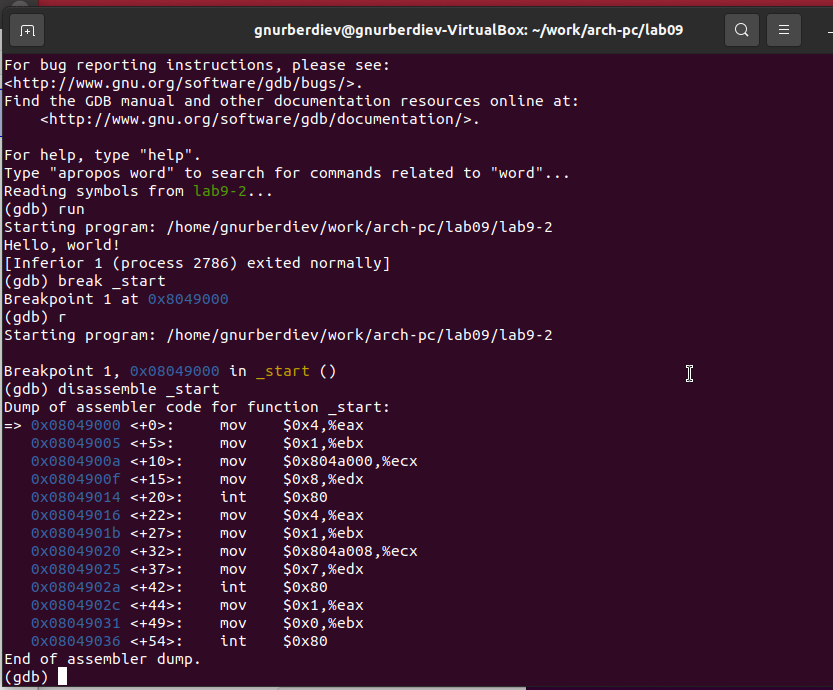 gnurberdiev@gnurberdiev-VirtualBox: ~/work/arch-pc/lab09
For bug reporting instructions, please see:
<http://www.gnu.org/software/gdb/bugs/>.
Find the GDB manual and other documentation resources online at:
    <http://www.gnu.org/software/gdb/documentation/>.

For help, type "help".
Type "apropos word" to search for commands related to "word"...
Reading symbols from lab9-2...
(gdb) run
Starting program: /home/gnurberdiev/work/arch-pc/lab09/lab9-2
Hello, world!
[Inferior 1 (process 2786) exited normally]
(gdb) break _start
Breakpoint 1 at 0x8049000
(gdb) r
Starting program: /home/gnurberdiev/work/arch-pc/lab09/lab9-2

Breakpoint 1, 0x08049000 in _start ()
(gdb) disassemble _start
Dump of assembler code for function _start:
=> 0x08049000 <+0>:	mov    $0x4,%eax
   0x08049005 <+5>:	mov    $0x1,%ebx
   0x0804900a <+10>:	mov    $0x804a000,%ecx
   0x0804900f <+15>:	mov    $0x8,%edx
   0x08049014 <+20>:	int    $0x80
   0x08049016 <+22>:	mov    $0x4,%eax
   0x0804901b <+27>:	mov    $0x1,%ebx
   0x08049020 <+32>:	mov    $0x804a008,%ecx
   0x08049025 <+37>:	mov    $0x7,%edx
   0x0804902a <+42>:	int    $0x80
   0x0804902c <+44>:	mov    $0x1,%eax
   0x08049031 <+49>:	mov    $0x0,%ebx
   0x08049036 <+54>:	int    $0x80
End of assembler dump.
(gdb)